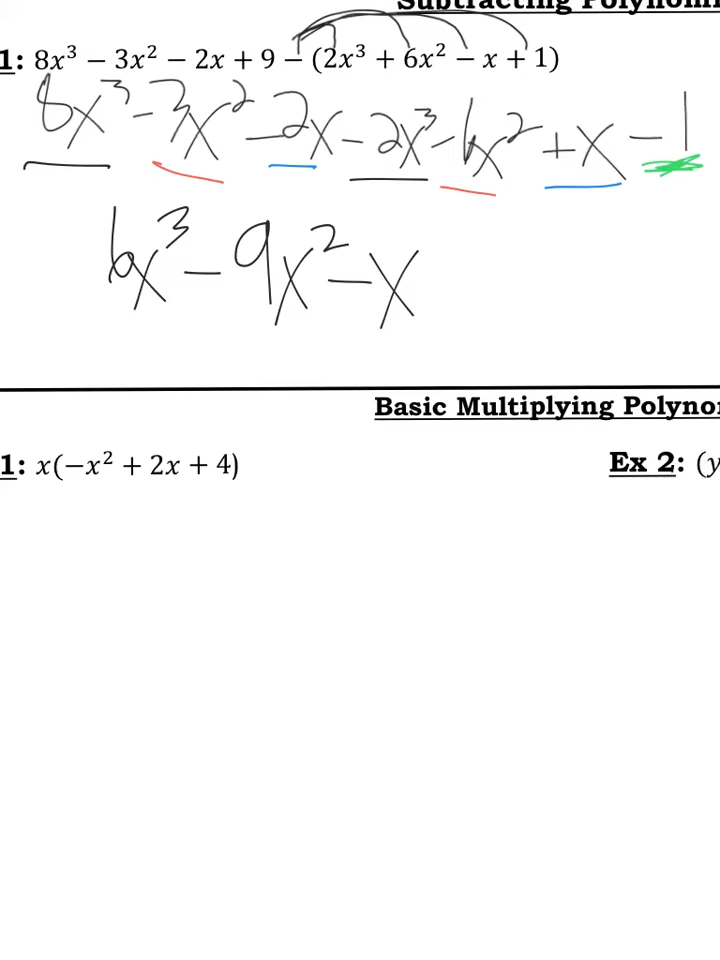 Subtracting Polynomi
1: 8x³ − 3x² − 2x + 9 − (2x³ + 6x² − x + 1)
8x³ - 3x² - 2x - 2x³ - 6x² + x - 1
6x³ - 9x² - x
Basic Multiplying Polyno
1: x(−x² + 2x + 4)
Ex 2: (y